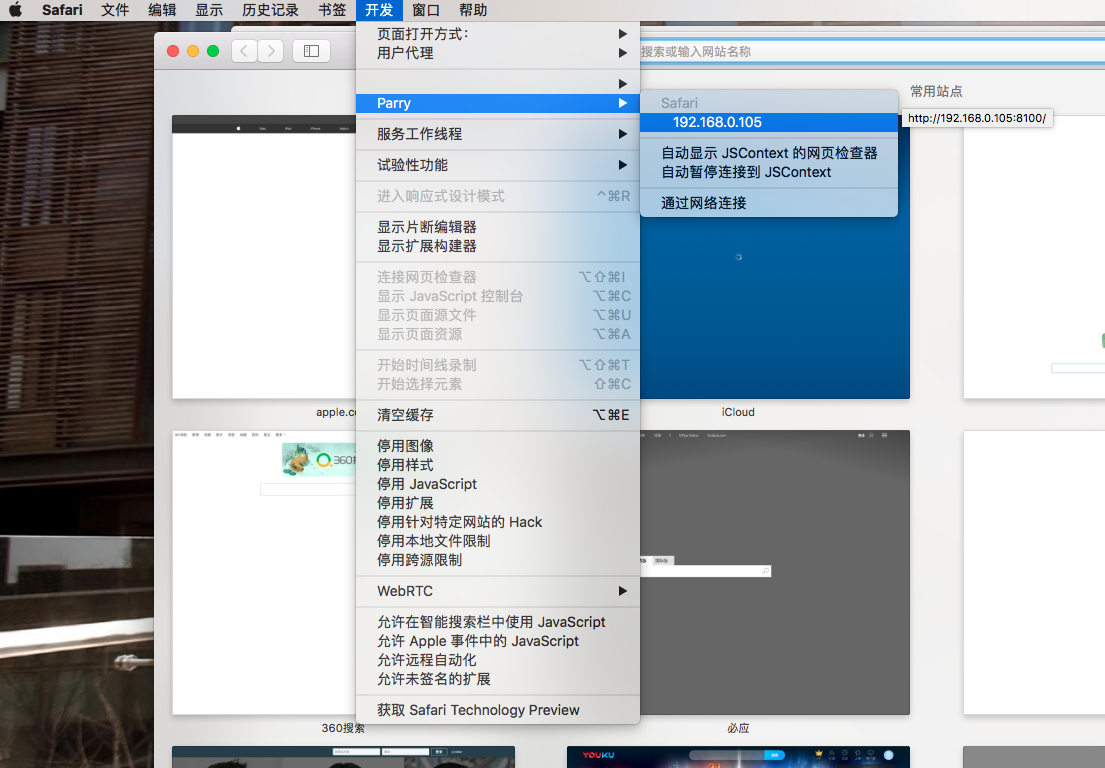 Safari 文件 编辑 显示 历史记录 书签 开发 窗口 帮助
搜索或输入网站名称
常用站点
页面打开方式：
用户代理
Parry
服务工作线程
试验性功能
进入响应式设计模式 ^⌘R
显示片断编辑器
显示扩展构建器
连接网页检查器 ⌥⇧⌘I
显示 JavaScript 控制台 ⌥⌘C
显示页面源文件 ⌥⌘U
显示页面资源 ⌥⌘A
开始时间线录制 ⌥⇧⌘T
开始选择元素 ⇧⌘C
清空缓存 ⌥⌘E
停用图像
停用样式
停用 JavaScript
停用扩展
停用针对特定网站的 Hack
停用本地文件限制
停用跨源限制
WebRTC
允许在智能搜索栏中使用 JavaScript
允许 Apple 事件中的 JavaScript
允许远程自动化
允许未签名的扩展
获取 Safari Technology Preview
Safari
192.168.0.105
自动显示 JSContext 的网页检查器
自动暂停连接到 JSContext
通过网络连接
http://192.168.0.105:8100/
apple.c
iCloud
360搜索
必应
YOUKU